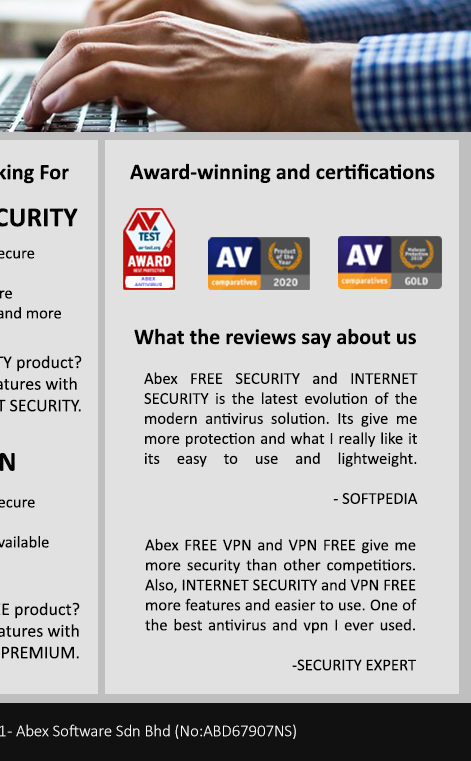 king For
CURITY
ecure
re
and more
TY product?
atures with
T SECURITY.
N
ecure
vailable
EE product?
atures with
PREMIUM.
Award-winning and certifications
AV
TEST
av-test.org
AWARD
BEST PROTECTION
ABEX
ANTIVIRUS
AV
comparatives
Product
of the
Year
2020
AV
comparatives
Malware
Protection
GOLD
What the reviews say about us
Abex FREE SECURITY and INTERNET
SECURITY is the latest evolution of the
modern antivirus solution. Its give me
more protection and what I really like it
its easy to use and lightweight.
- SOFTPEDIA
Abex FREE VPN and VPN FREE give me
more security than other competitiors.
Also, INTERNET SECURITY and VPN FREE
more features and easier to use. One of
the best antivirus and vpn I ever used.
-SECURITY EXPERT
1- Abex Software Sdn Bhd (No:ABD67907NS)